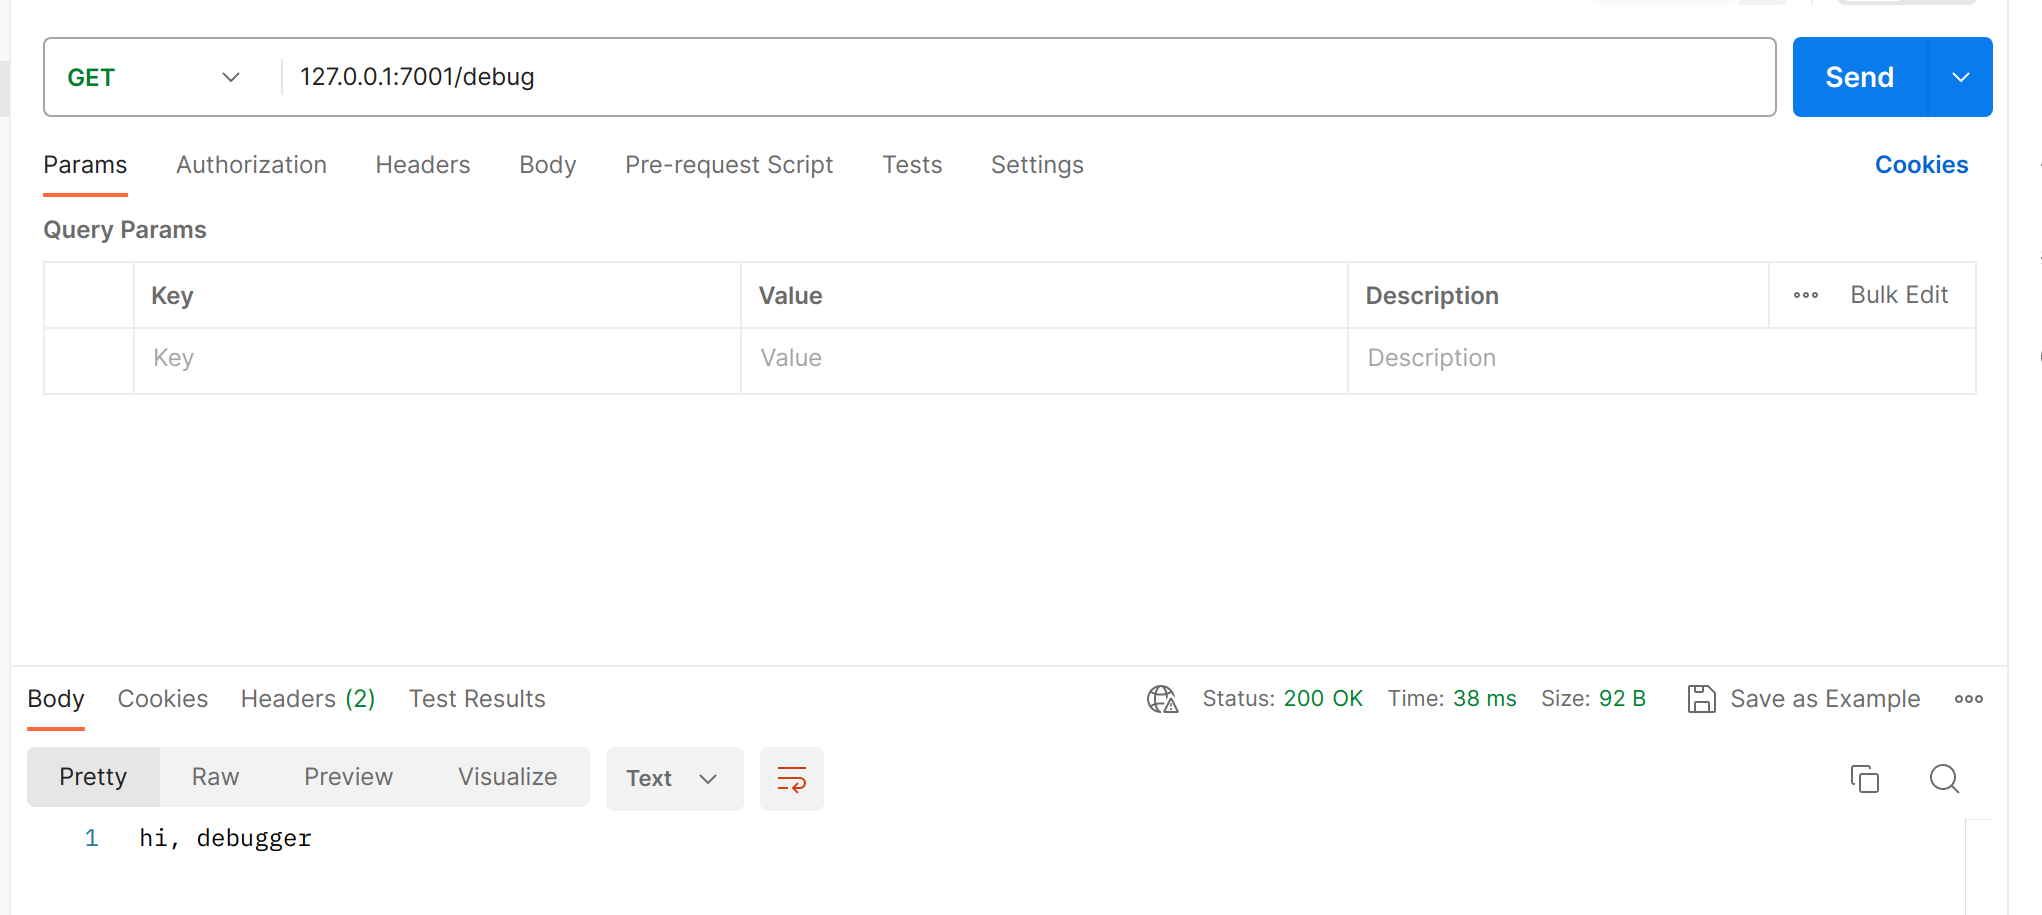 GET 127.0.0.1:7001/debug Send
Params Authorization Headers Body Pre-request Script Tests Settings Cookies
Query Params
Key Value Description Bulk Edit
Key Value Description
Body Cookies Headers (2) Test Results Status: 200 OK Time: 38 ms Size: 92 B Save as Example
Pretty Raw Preview Visualize Text
1 hi, debugger